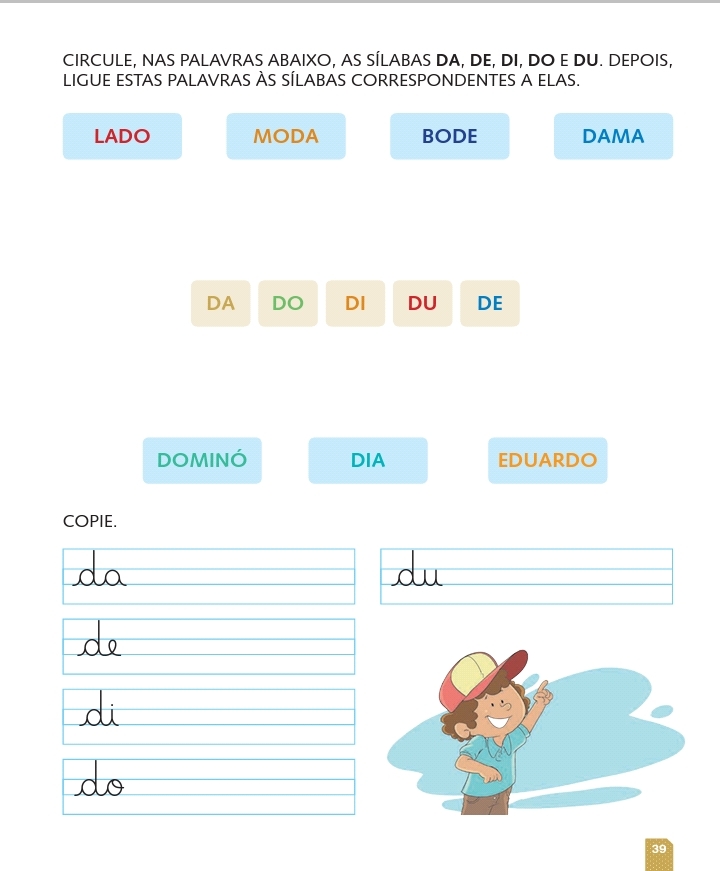 CIRCULE, NAS PALAVRAS ABAIXO, AS SÍLABAS DA, DE, DI, DO E DU. DEPOIS,
LIGUE ESTAS PALAVRAS ÀS SÍLABAS CORRESPONDENTES A ELAS.
LADO MODA BODE DAMA
DA DO DI DU DE
DOMINÓ DIA EDUARDO
COPIE.
da du
de
di
do
39